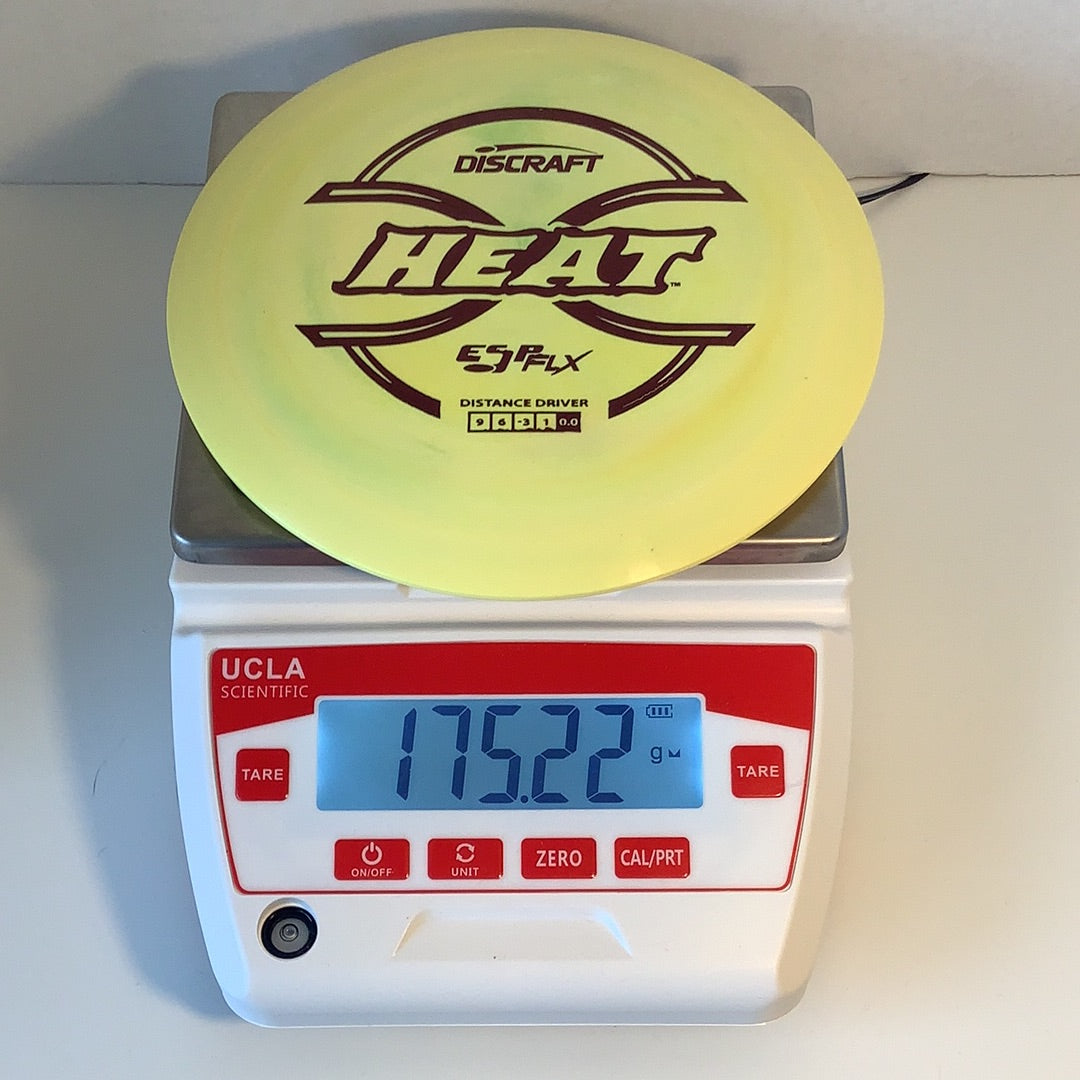 DISCRAFT
HEAT™
ESP FLX
DISTANCE DRIVER
9 6 -3 1 0.0
UCLA
SCIENTIFIC
175.22 g
TARE
TARE
ON/OFF
UNIT
ZERO
CAL/PRT